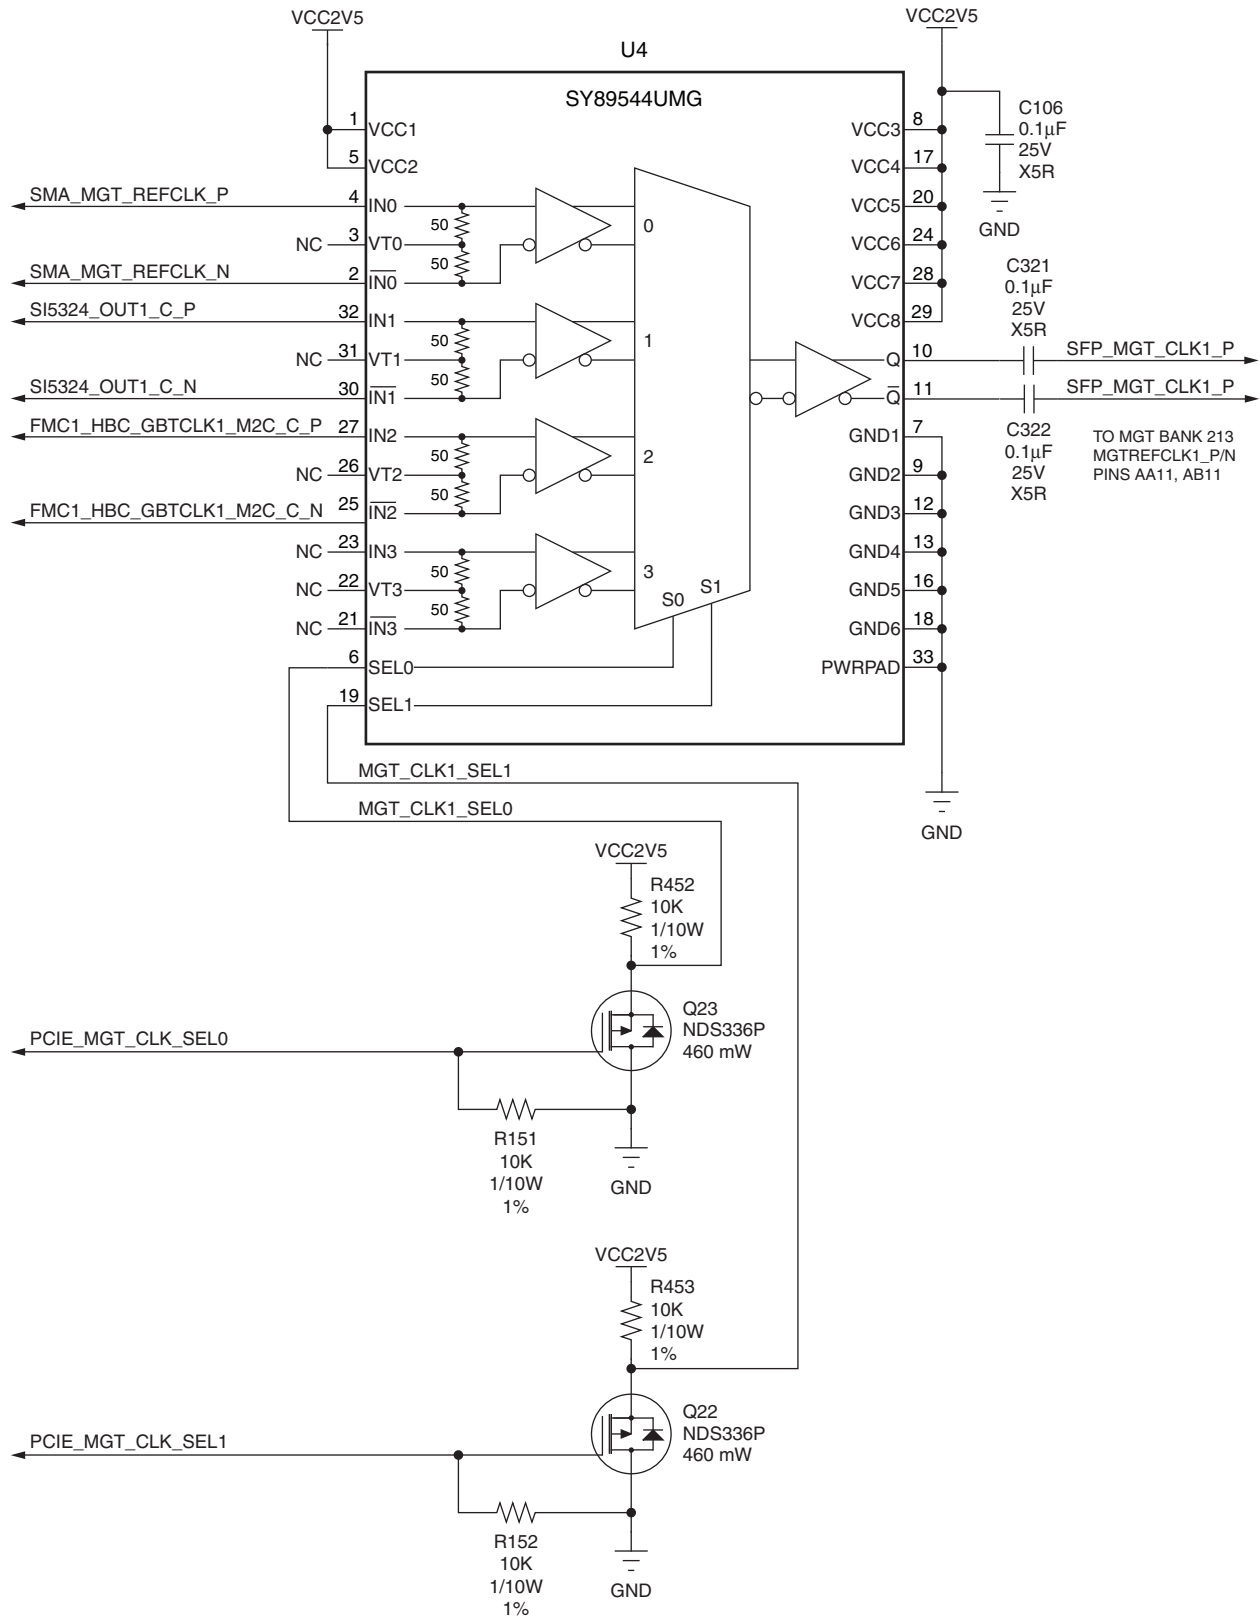 VCC2V5
VCC2V5
U4
SY89544UMG
C106
0.1µF
25V
X5R
GND
1 VCC1
5 VCC2
SMA_MGT_REFCLK_P 4 IN0
NC 3 VT0
SMA_MGT_REFCLK_N 2 IN0
50
50
0
SI5324_OUT1_C_P 32 IN1
NC 31 VT1
SI5324_OUT1_C_N 30 IN1
50
50
1
FMC1_HBC_GBTCLK1_M2C_C_P 27 IN2
NC 26 VT2
FMC1_HBC_GBTCLK1_M2C_C_N 25 IN2
50
50
2
NC 23 IN3
NC 22 VT3
NC 21 IN3
50
50
3
S0
S1
6 SEL0
19 SEL1
VCC3 8
VCC4 17
VCC5 20
VCC6 24
VCC7 28
VCC8 29
C321
0.1µF
25V
X5R
Q 10 SFP_MGT_CLK1_P
Q 11 SFP_MGT_CLK1_P
C322
0.1µF
25V
X5R
TO MGT BANK 213
MGTREFCLK1_P/N
PINS AA11, AB11
GND1 7
GND2 9
GND3 12
GND4 13
GND5 16
GND6 18
PWRPAD 33
GND
MGT_CLK1_SEL1
MGT_CLK1_SEL0
VCC2V5
R452
10K
1/10W
1%
Q23
NDS336P
460 mW
PCIE_MGT_CLK_SEL0
R151
10K
1/10W
1%
GND
VCC2V5
R453
10K
1/10W
1%
Q22
NDS336P
460 mW
PCIE_MGT_CLK_SEL1
R152
10K
1/10W
1%
GND